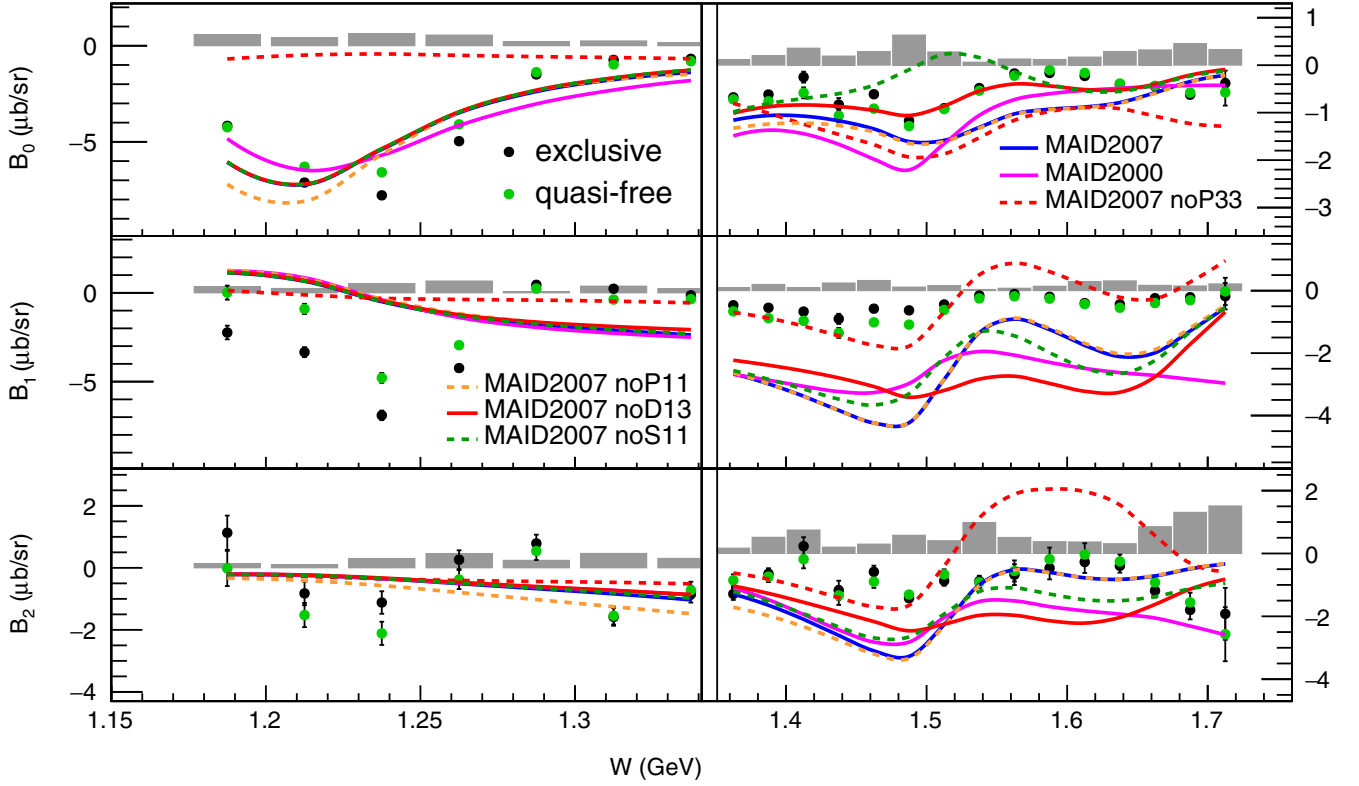 B0 (μb/sr)
0
−5
exclusive
quasi-free
MAID2007
MAID2000
MAID2007 noP33
1
0
−1
−2
−3
B1 (μb/sr)
0
−5
MAID2007 noP11
MAID2007 noD13
MAID2007 noS11
0
−2
−4
B2 (μb/sr)
2
0
−2
−4
2
0
−2
−4
1.15 1.2 1.25 1.3 1.4 1.5 1.6 1.7
W (GeV)